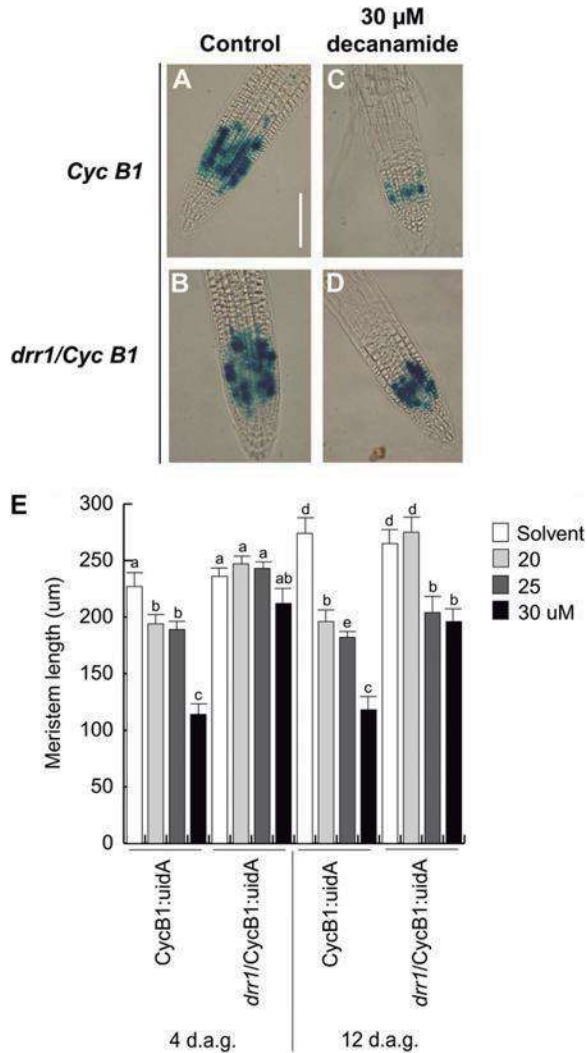 Control
30 µM
decanamide
A
C
Cyc B1
B
D
drr1/Cyc B1
E
300
250
200
150
100
50
0
Meristem length (um)
a
b
b
c
a
a
a
ab
d
b
e
c
d
d
b
b
Solvent
20
25
30 uM
CycB1:uidA
drr1/CycB1:uidA
CycB1:uidA
drr1/CycB1:uidA
4 d.a.g.
12 d.a.g.